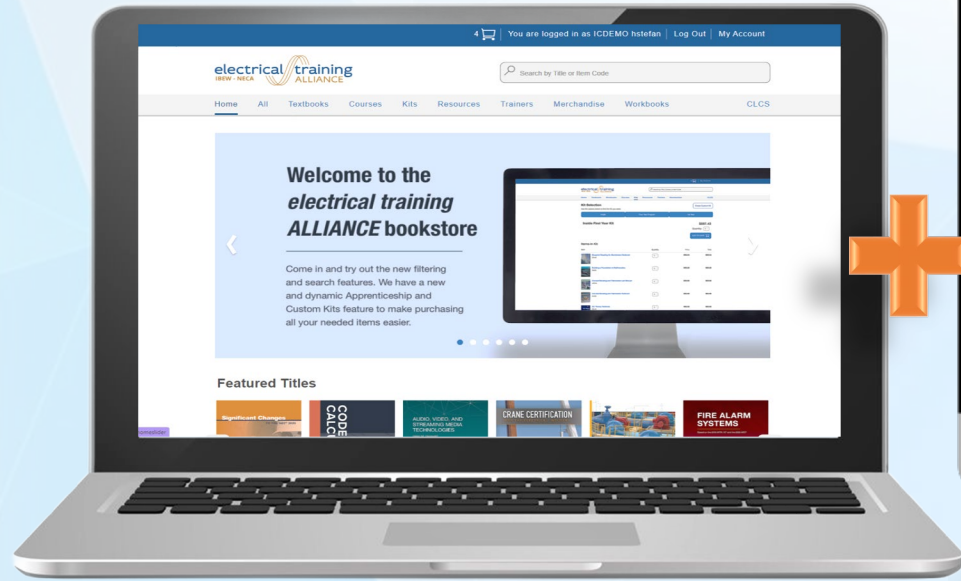 4 | You are logged in as ICDEMO hstefan | Log Out | My Account
electrical training
IBEW - NECA ALLIANCE
Search by Title or Item Code
Home All Textbooks Courses Kits Resources Trainers Merchandise Workbooks CLCS
Welcome to the
electrical training
ALLIANCE bookstore
Come in and try out the new filtering
and search features. We have a new
and dynamic Apprenticeship and
Custom Kits feature to make purchasing
all your needed items easier.
Featured Titles
Significant Changes
CODE
CALCU
AUDIO, VIDEO, AND
STREAMING MEDIA
TECHNOLOGIES
CRANE CERTIFICATION
FIRE ALARM
SYSTEMS